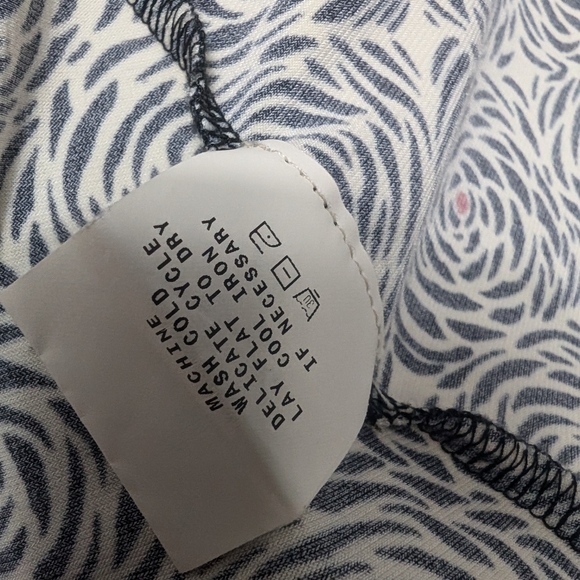 MACHINE
WASH COLD
DELICATE CYCLE
LAY FLAT TO DRY
COOL IRON
IF NECESSARY